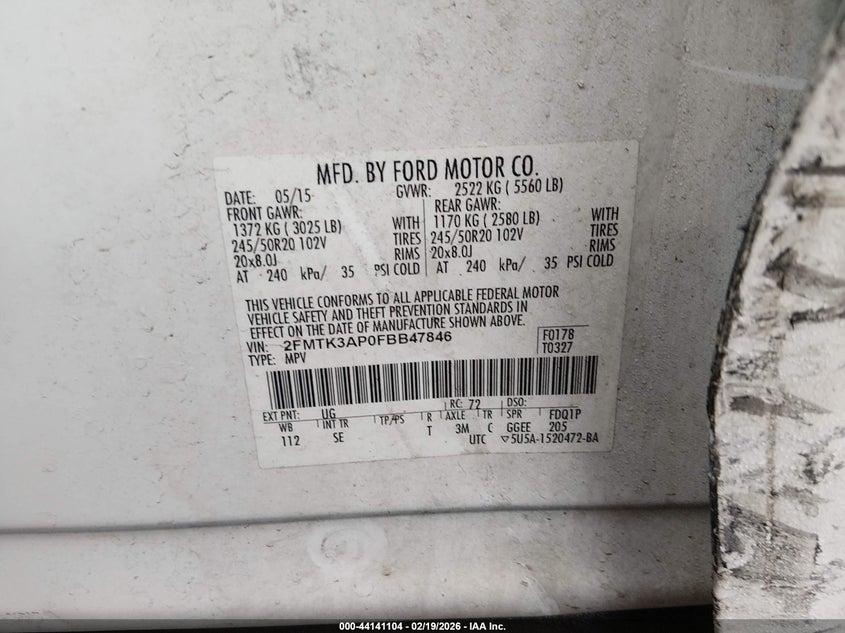 MFD. BY FORD MOTOR CO.
DATE: 05/15 GVWR: 2522 KG ( 5560 LB)
FRONT GAWR: REAR GAWR:
1372 KG ( 3025 LB) WITH 1170 KG ( 2580 LB) WITH
245/50R20 102V TIRES 245/50R20 102V TIRES
20x8.0J RIMS 20x8.0J RIMS
AT 240 kPa/ 35 PSI COLD AT 240 kPa/ 35 PSI COLD
THIS VEHICLE CONFORMS TO ALL APPLICABLE FEDERAL MOTOR
VEHICLE SAFETY AND THEFT PREVENTION STANDARDS IN
EFFECT ON THE DATE OF MANUFACTURE SHOWN ABOVE.
VIN: 2FMTK3AP0FBB47846 F0178
TYPE: MPV T0327
RC: 72 DSO:
EXT PNT: UG
WB INT TR TP/PS R AXLE TR SPR FDQ1P
112 SE T 3M C GGEE 205
UTC ▽5U5A-1520472-BA
000-44141104 | 02/19/2026 - IAA Inc.